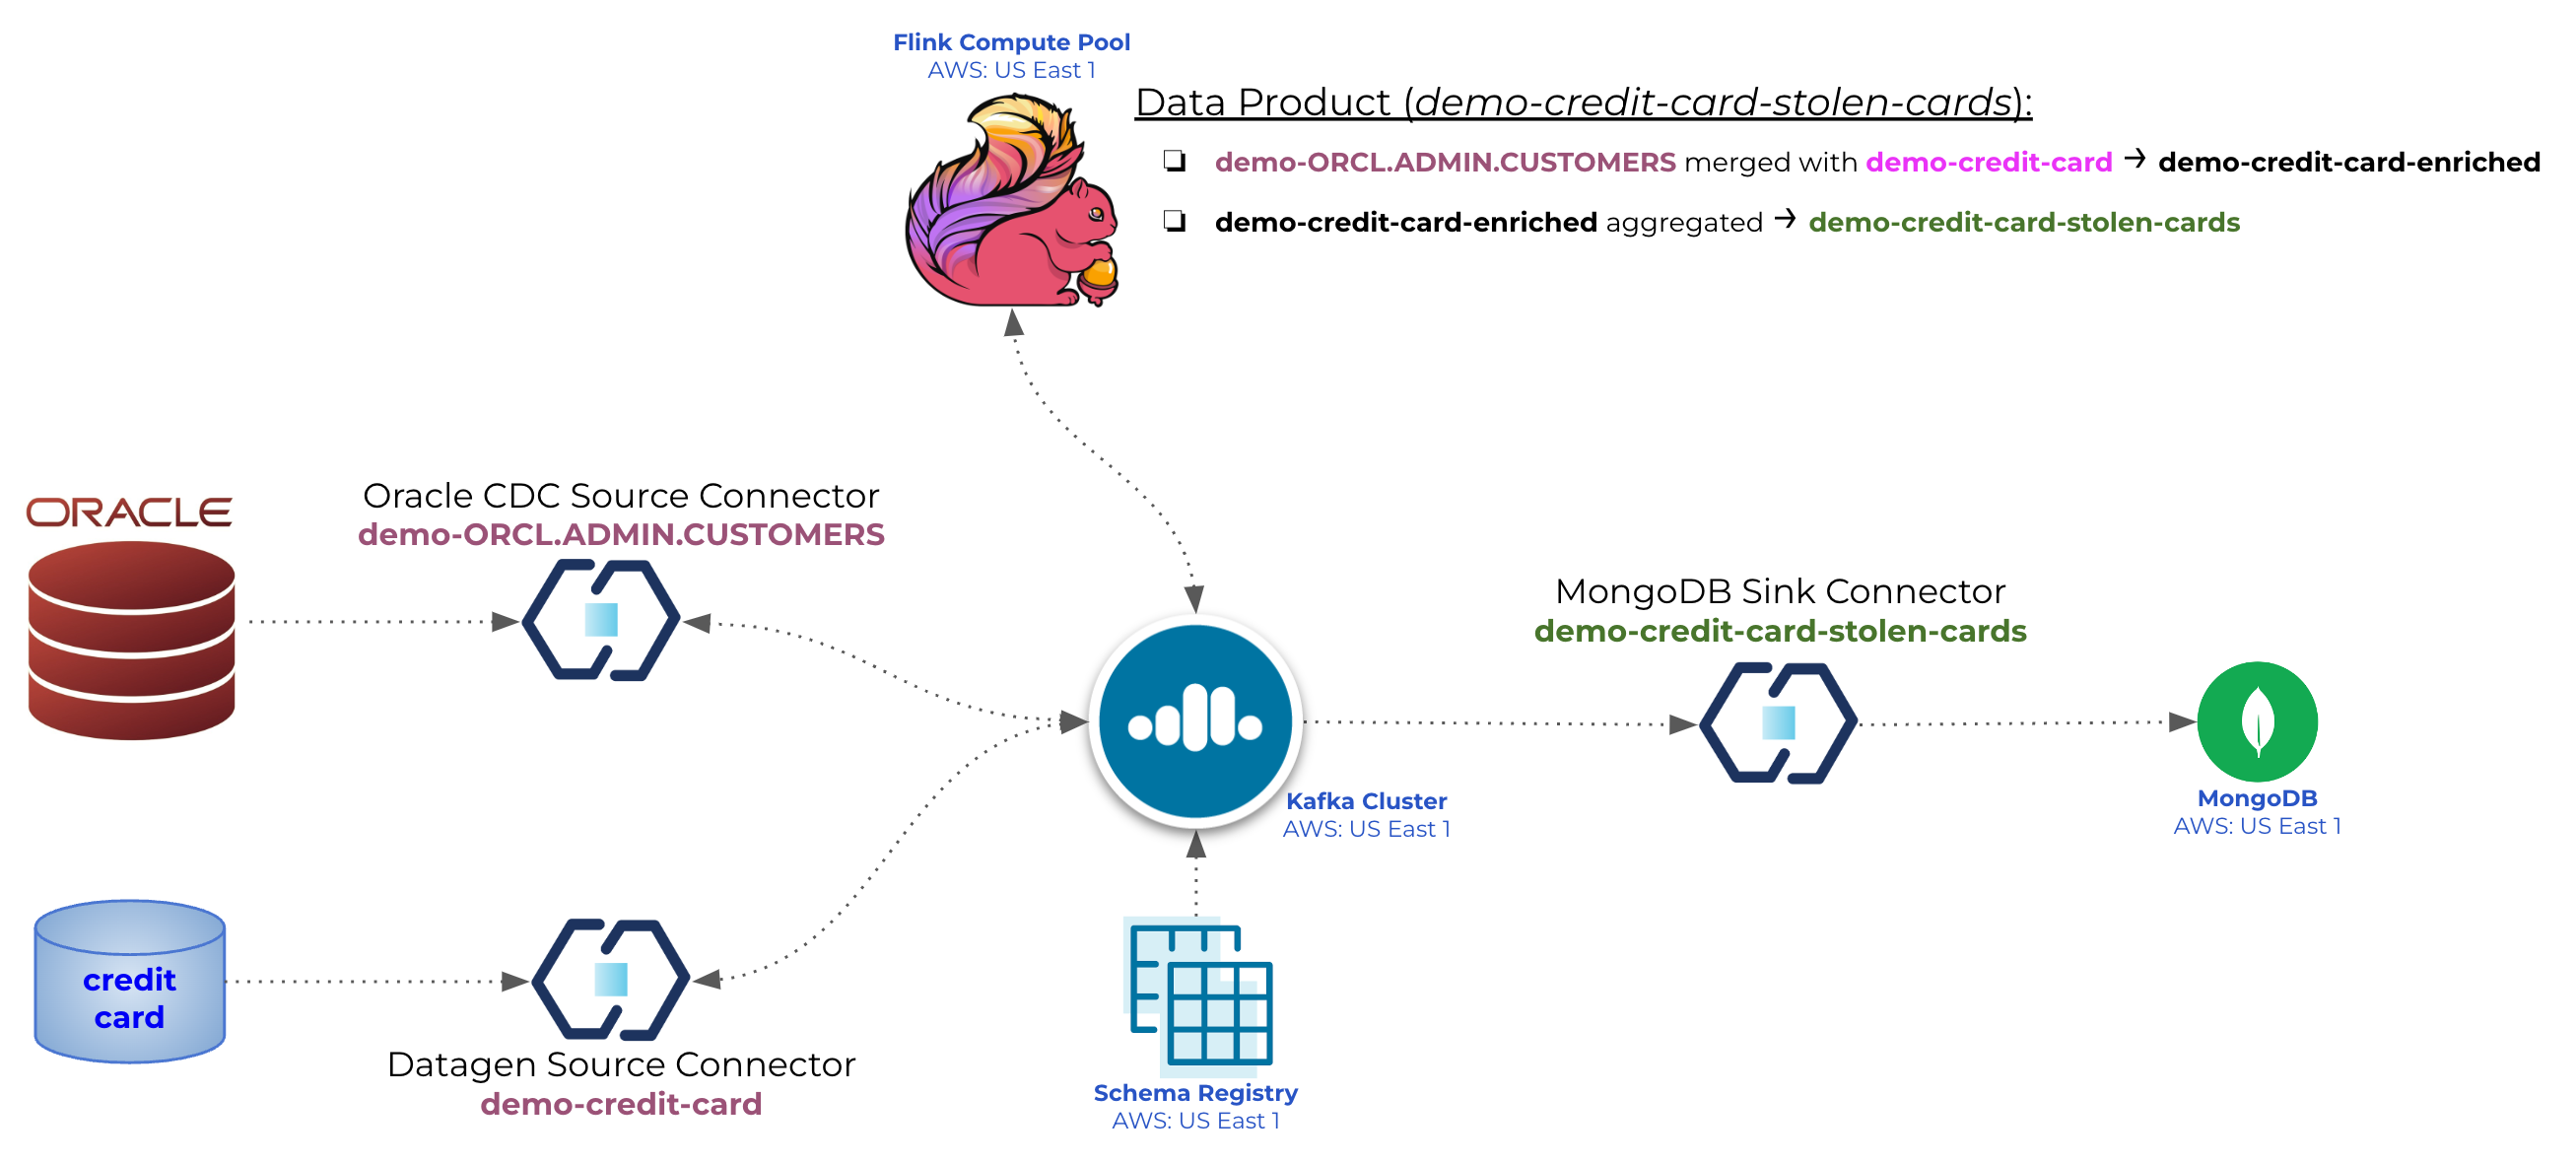 Flink Compute Pool
AWS: US East 1
Data Product (demo-credit-card-stolen-cards):
❏ demo-ORCL.ADMIN.CUSTOMERS merged with demo-credit-card → demo-credit-card-enriched
❏ demo-credit-card-enriched aggregated → demo-credit-card-stolen-cards
ORACLE
Oracle CDC Source Connector
demo-ORCL.ADMIN.CUSTOMERS
MongoDB Sink Connector
demo-credit-card-stolen-cards
Kafka Cluster
AWS: US East 1
MongoDB
AWS: US East 1
credit
card
Datagen Source Connector
demo-credit-card
Schema Registry
AWS: US East 1